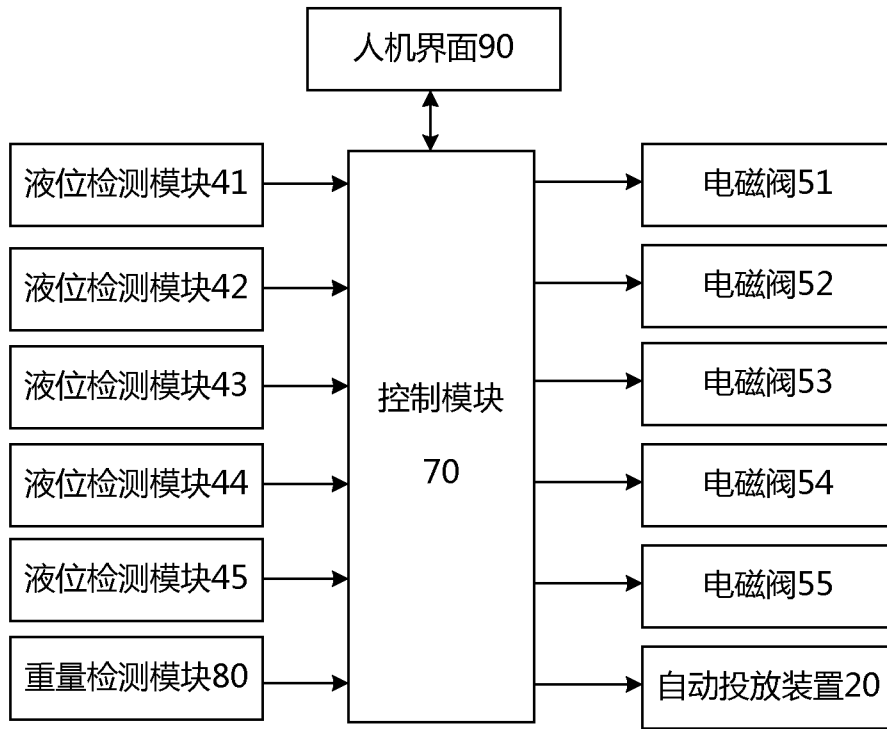 人机界面90
液位检测模块41
液位检测模块42
液位检测模块43
液位检测模块44
液位检测模块45
重量检测模块80
控制模块
70
电磁阀51
电磁阀52
电磁阀53
电磁阀54
电磁阀55
自动投放装置20